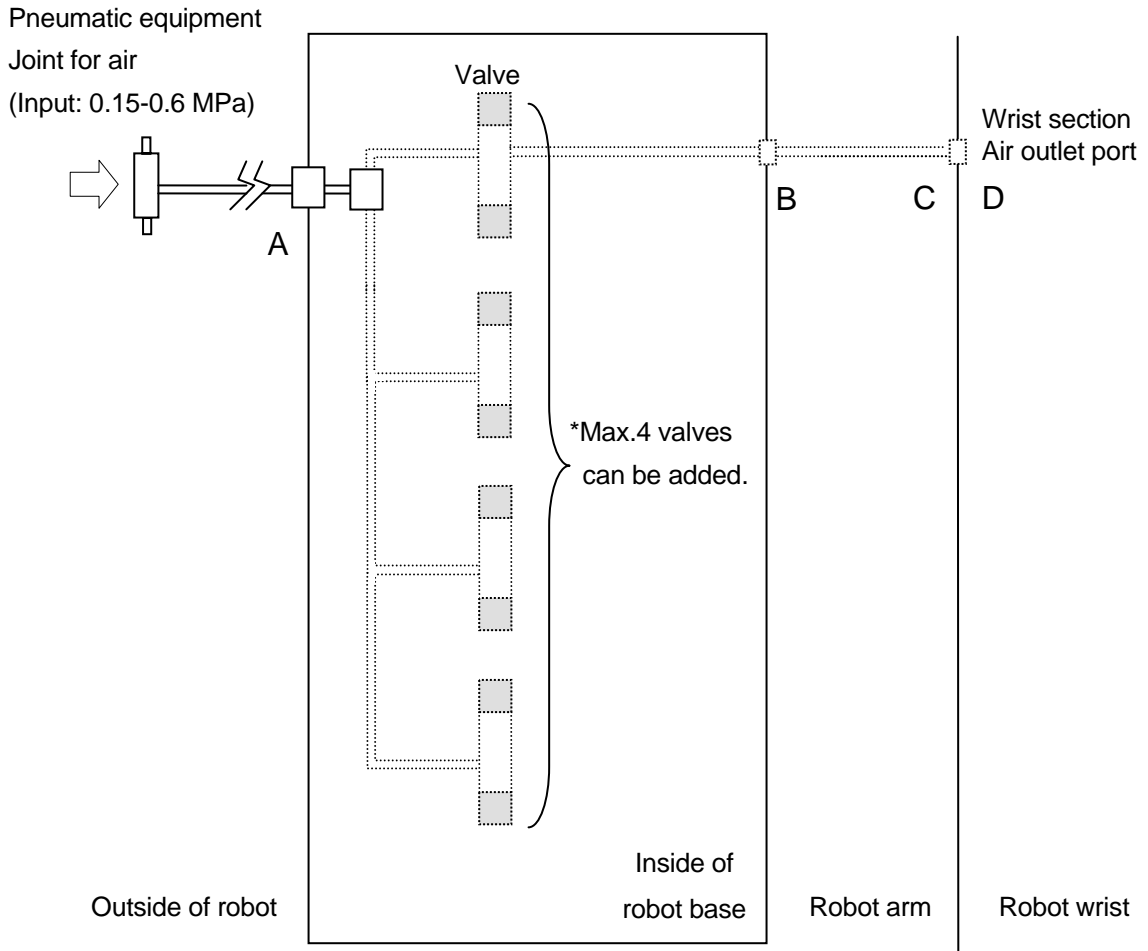 Pneumatic equipment
Joint for air
(Input: 0.15-0.6 MPa)
Valve
Wrist section
Air outlet port
A
B
C
D
*Max.4 valves
can be added.
Inside of
robot base
Outside of robot
Robot arm
Robot wrist